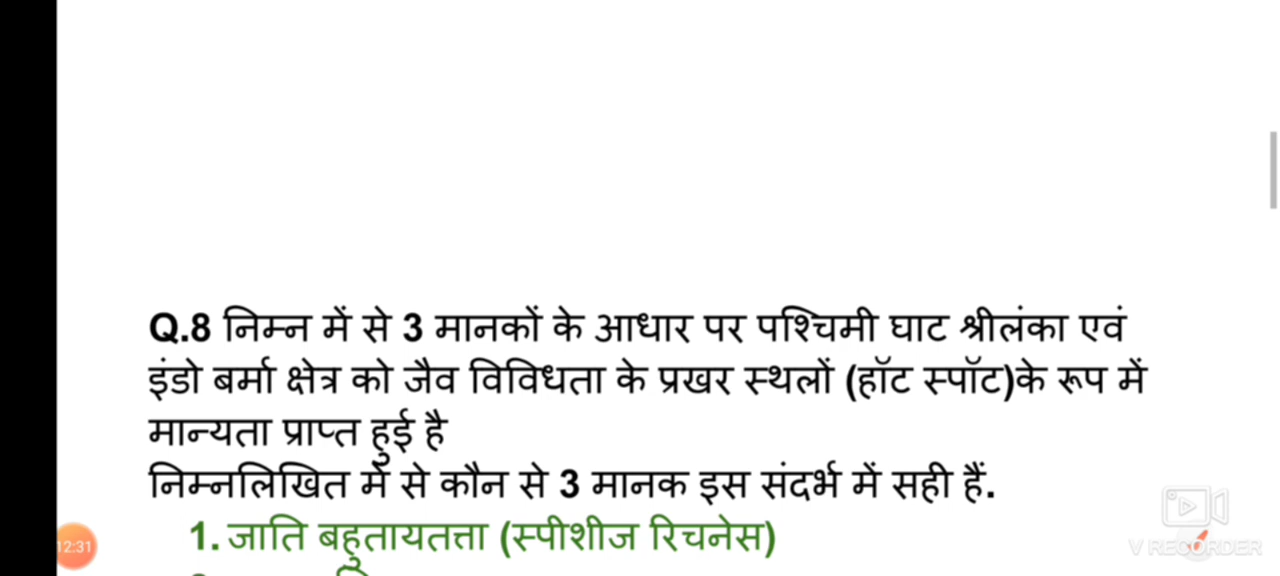 Q.8 निम्न में से 3 मानकों के आधार पर पश्चिमी घाट श्रीलंका एवं
इंडो बर्मा क्षेत्र को जैव विविधता के प्रखर स्थलों (हॉट स्पॉट)के रूप में
मान्यता प्राप्त हुई है
निम्नलिखित में से कौन से 3 मानक इस संदर्भ में सही हैं.
1. जाति बहुतायतत्ता (स्पीशीज रिचनेस)
12:31
V RECORDER